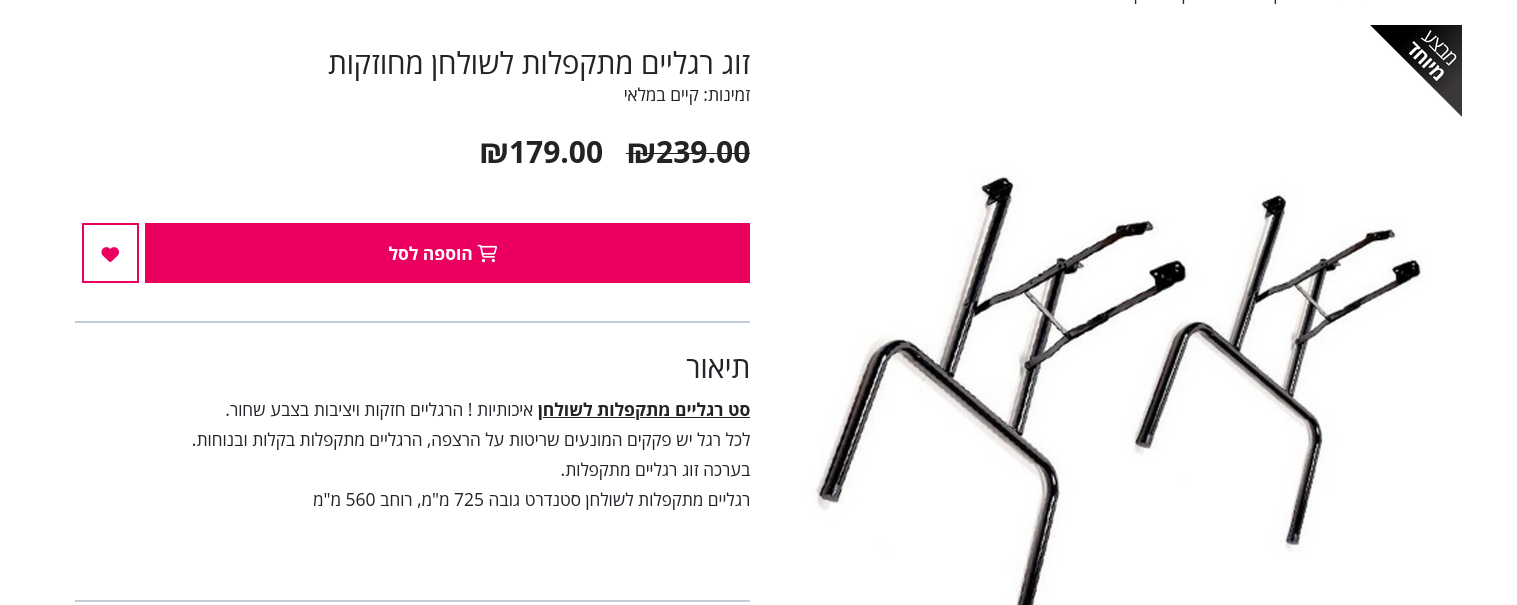 מבצע
מיוחד
זוג רגליים מתקפלות לשולחן מחוזקות
זמינות: קיים במלאי
₪239.00 ₪179.00
הוספה לסל
תיאור
סט רגליים מתקפלות לשולחן איכותיות ! הרגליים חזקות ויציבות בצבע שחור.
לכל רגל יש פקקים המונעים שריטות על הרצפה, הרגליים מתקפלות בקלות ובנוחות.
בערכה זוג רגליים מתקפלות.
רגליים מתקפלות לשולחן סטנדרט גובה 725 מ"מ, רוחב 560 מ"מ